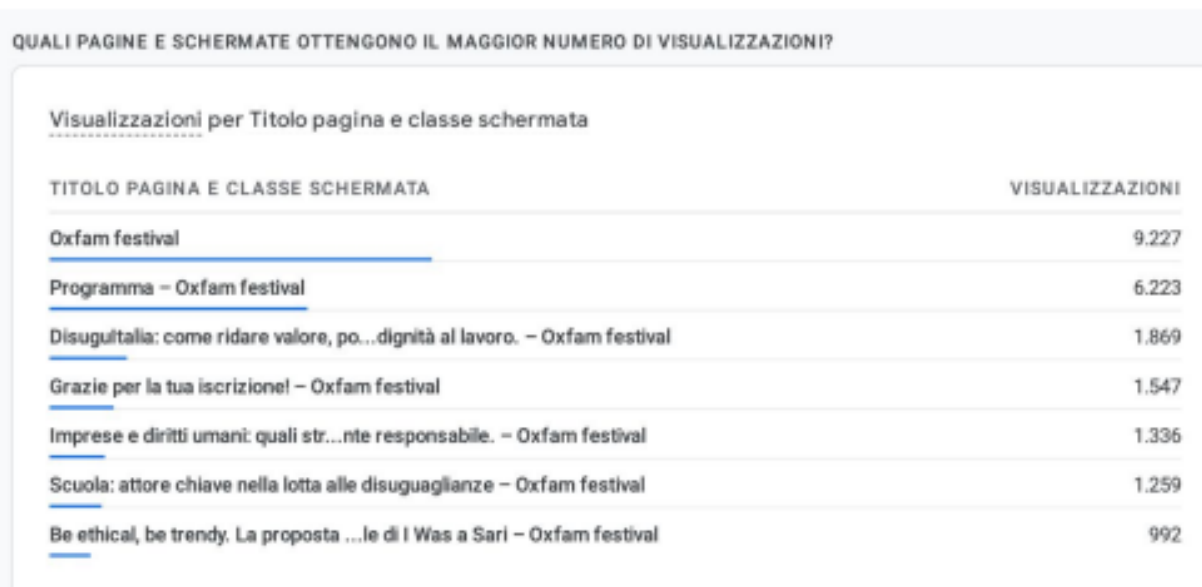 QUALI PAGINE E SCHERMATE OTTENGONO IL MAGGIOR NUMERO DI VISUALIZZAZIONI?
Visualizzazioni per Titolo pagina e classe schermata
TITOLO PAGINA E CLASSE SCHERMATA VISUALIZZAZIONI
Oxfam festival 9.227
Programma – Oxfam festival 6.223
DisuguItalia: come ridare valore, po...dignità al lavoro. – Oxfam festival 1.869
Grazie per la tua iscrizione! – Oxfam festival 1.547
Imprese e diritti umani: quali str...nte responsabile. – Oxfam festival 1.336
Scuola: attore chiave nella lotta alle disuguaglianze – Oxfam festival 1.259
Be ethical, be trendy. La proposta ...le di I Was a Sari – Oxfam festival 992